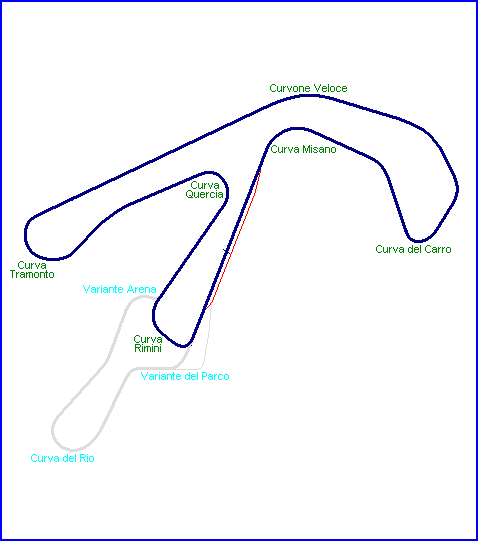 Curvone Veloce
Curva Misano
Curva
Quercia
Curva del Carro
Curva
Tramonto
Variante Arena
Curva
Rimini
Variante del Parco
Curva del Rio